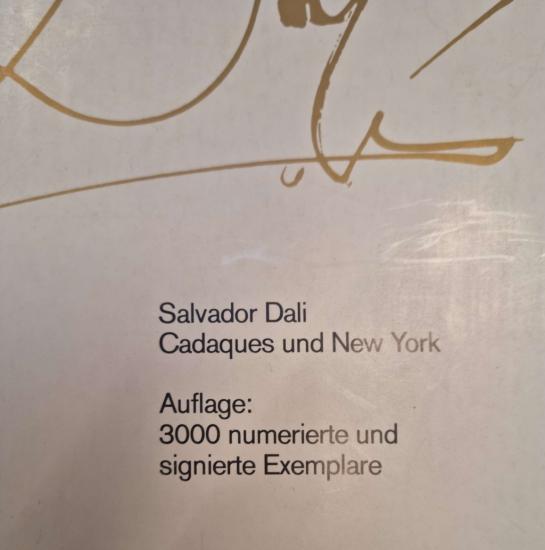 Salvador Dali
Cadaques und New York
Auflage:
3000 numerierte und
signierte Exemplare